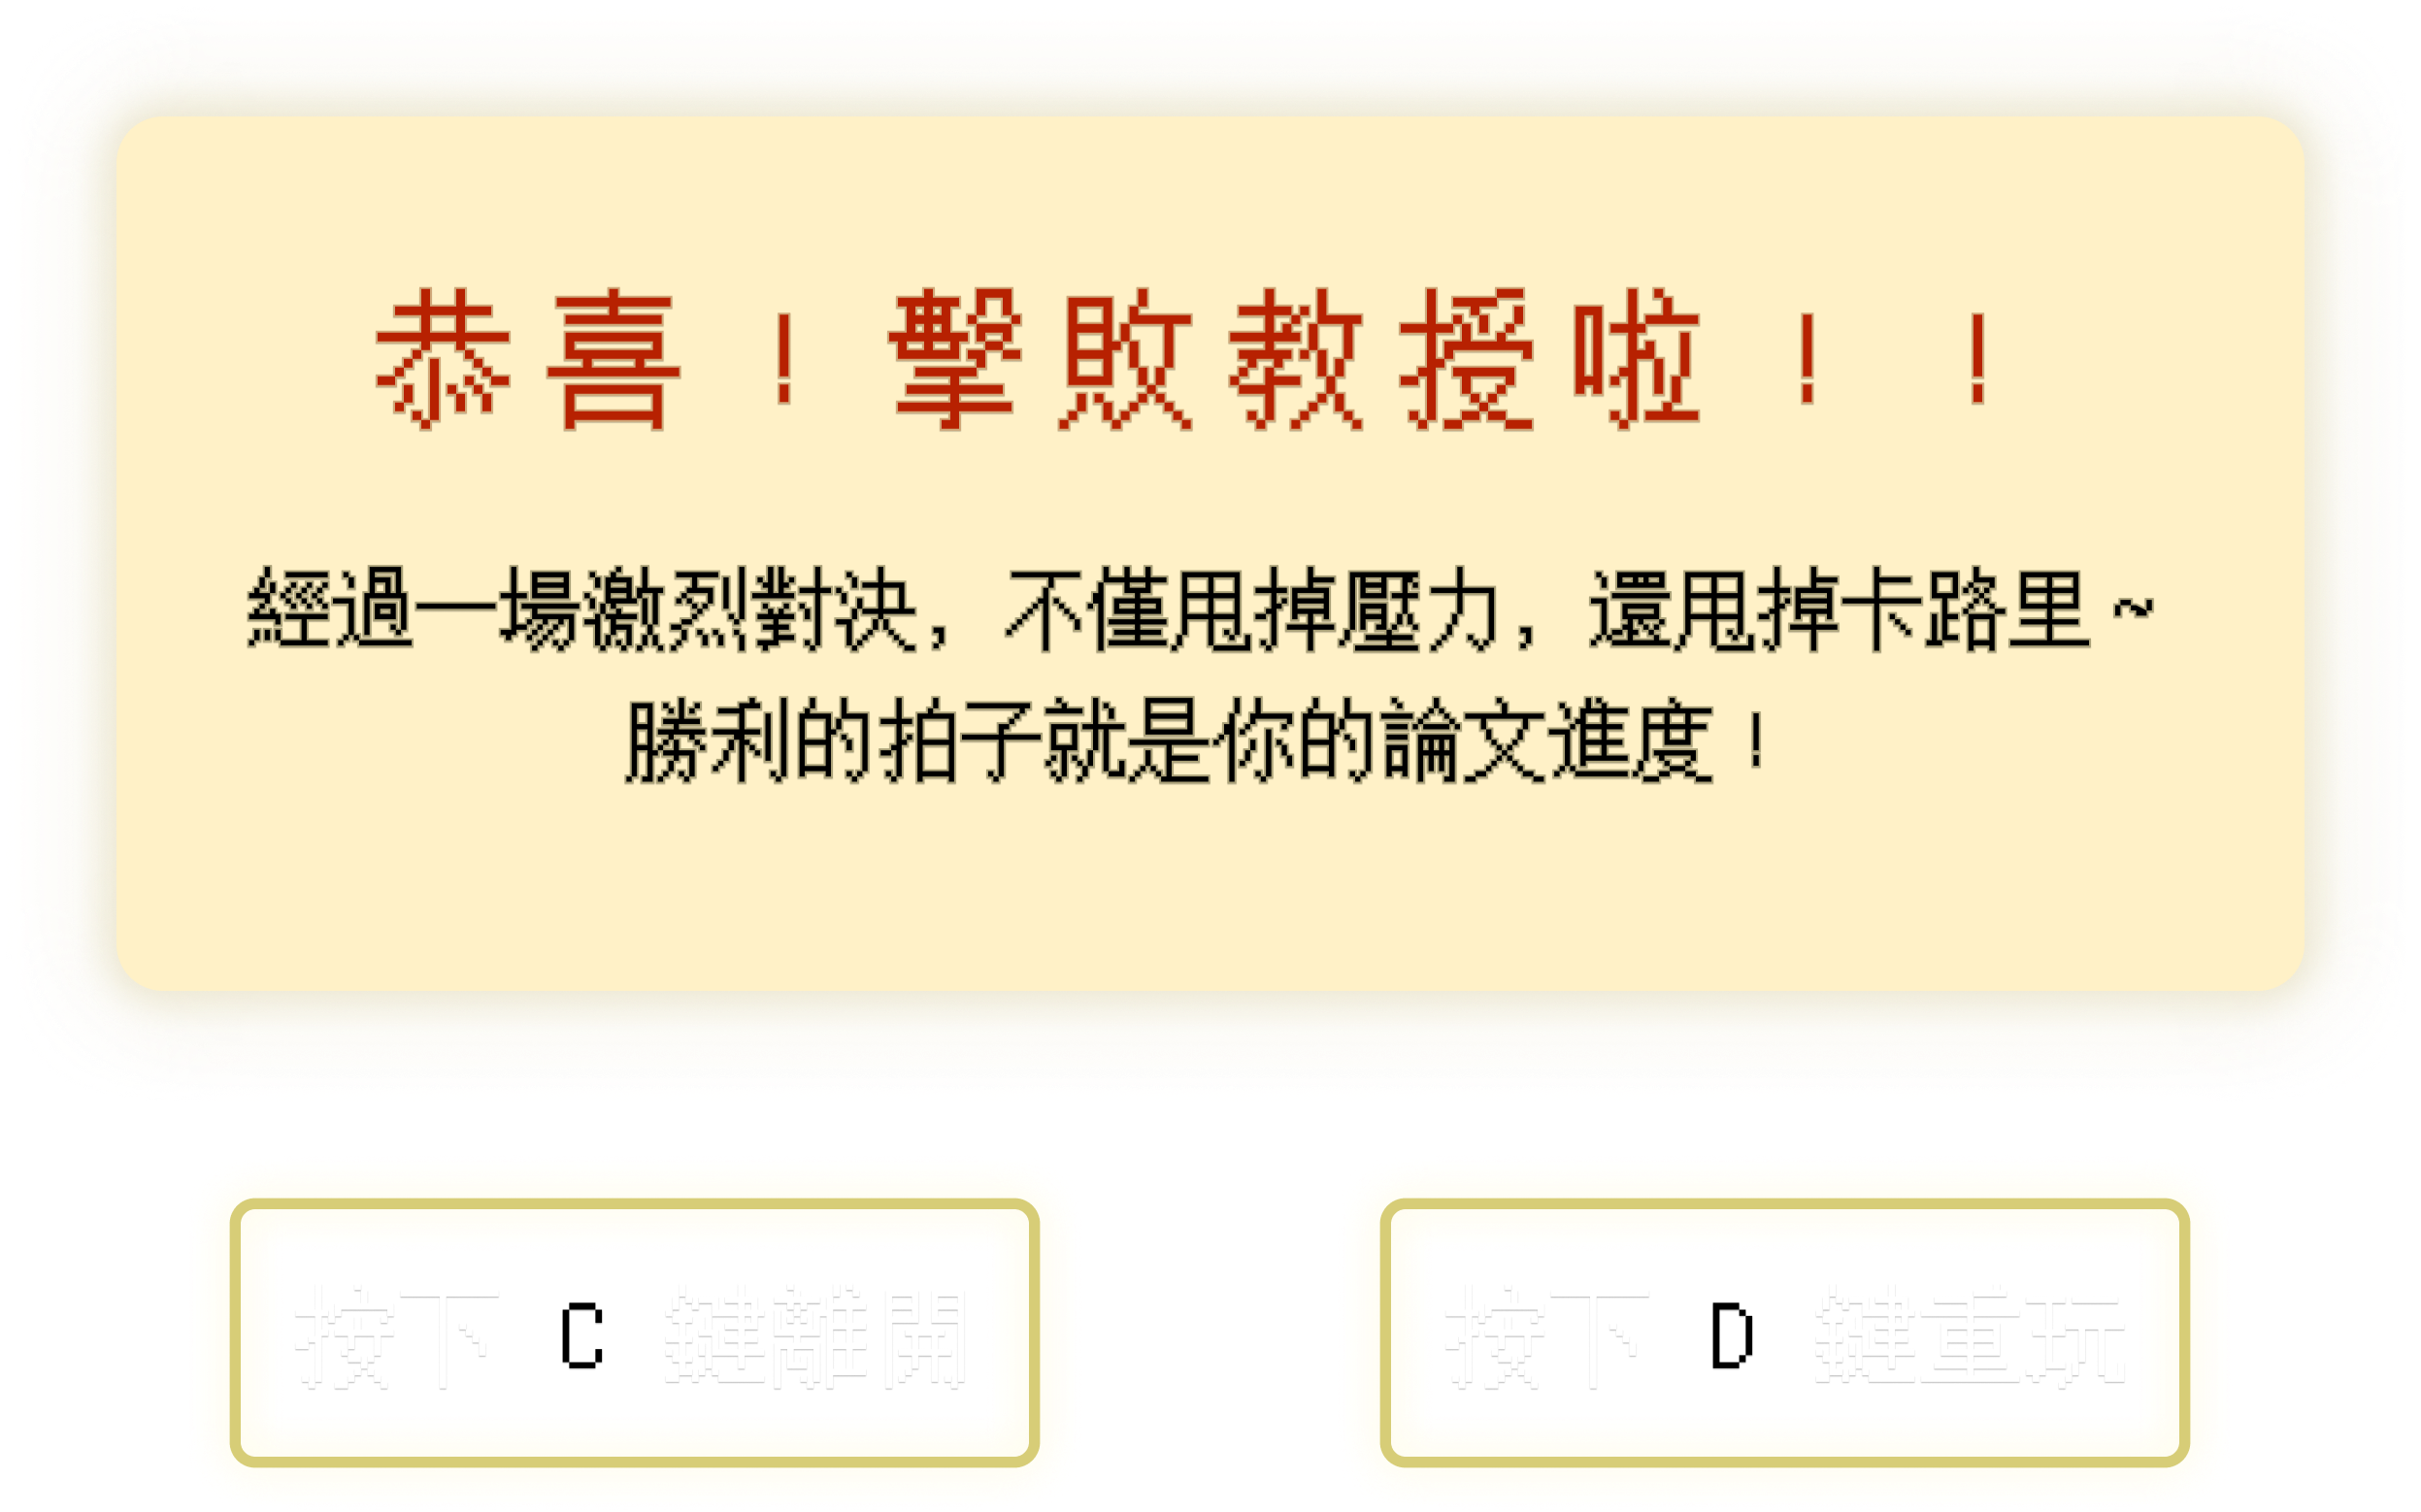 恭喜！擊敗教授啦！！
經過一場激烈對決，不僅甩掉壓力，還甩掉卡路里～
勝利的拍子就是你的論文進度！
按下 C 鍵離開
按下 D 鍵重玩